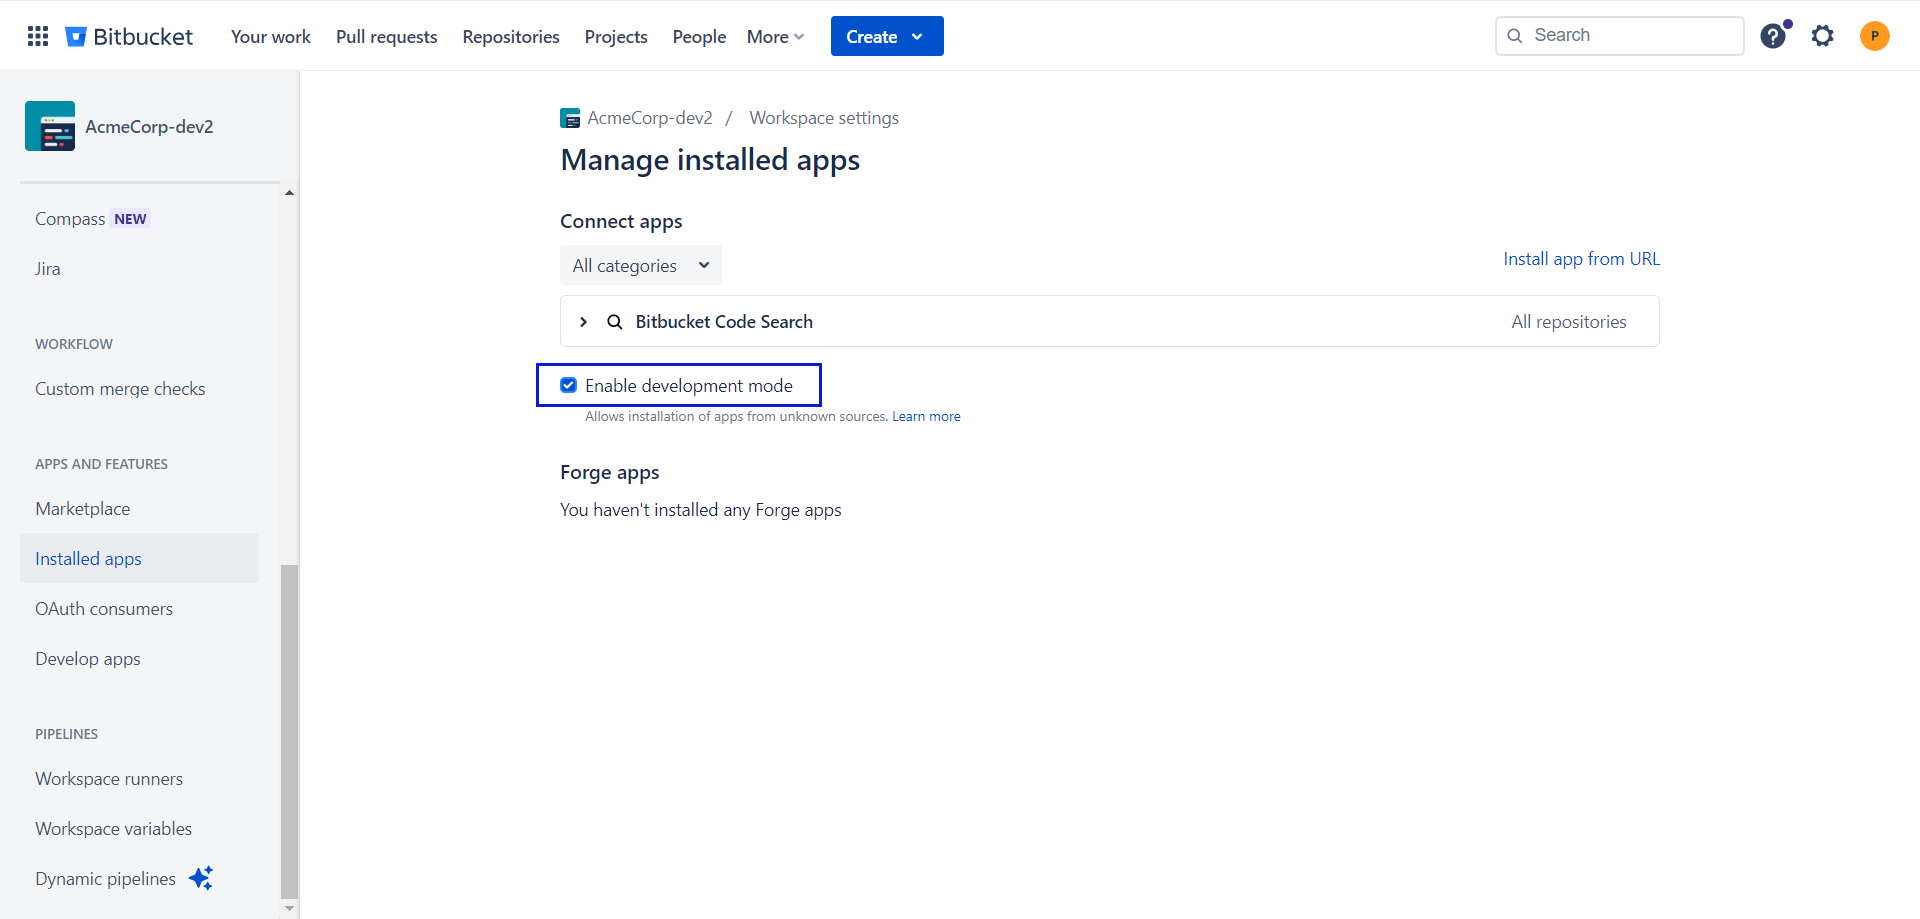 Bitbucket
Your work
Pull requests
Repositories
Projects
People
More
Create
Search
P
AcmeCorp-dev2
Compass NEW
Jira
WORKFLOW
Custom merge checks
APPS AND FEATURES
Marketplace
Installed apps
OAuth consumers
Develop apps
PIPELINES
Workspace runners
Workspace variables
Dynamic pipelines
AcmeCorp-dev2 / Workspace settings
Manage installed apps
Connect apps
All categories
Install app from URL
Bitbucket Code Search
All repositories
Enable development mode
Allows installation of apps from unknown sources. Learn more
Forge apps
You haven't installed any Forge apps